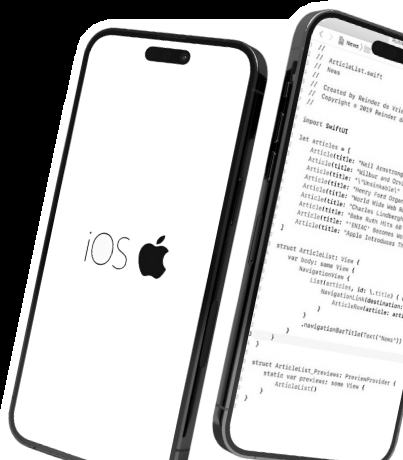 iOS
News
//
// ArticleList.swift
// News
//
// Created by Reinder de Vrie
// Copyright © 2019 Reinder de
//
import SwiftUI
let articles = [
Article(title: "Neil Armstrong
Article(title: "Wilbur and Orvi
Article(title: "\"Unsinkable\"
Article(title: "Henry Ford Organ
Article(title: "World Wide Web
Article(title: "Charles Lindbergh
Article(title: "Babe Ruth Hits 60
Article(title: "'ENIAC' Becomes
Article(title: "Apple Introduces Th
]
struct ArticleList: View {
var body: some View {
NavigationView {
List(articles, id: \.title) {
NavigationLink(destination:
ArticleRow(article: arti
}
}
.navigationBarTitle(Text("News"))
}
}
}
struct ArticleList_Previews: PreviewProvider {
static var previews: some View {
ArticleList()
}
}